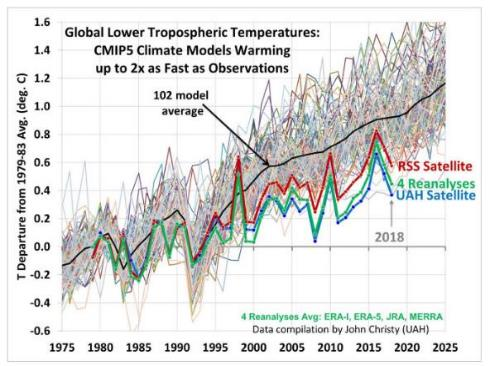 Global Lower Tropospheric Temperatures:
CMIP5 Climate Models Warming
up to 2x as Fast as Observations
102 model
average
T Departure from 1979-83 Avg. (deg. C)
1.6
1.4
1.2
1.0
0.8
0.6
0.4
0.2
0.0
-0.2
-0.4
-0.6
RSS Satellite
4 Reanalyses
UAH Satellite
2018
4 Reanalyses Avg: ERA-I, ERA-5, JRA, MERRA
Data compilation by John Christy (UAH)
1975 1980 1985 1990 1995 2000 2005 2010 2015 2020 2025